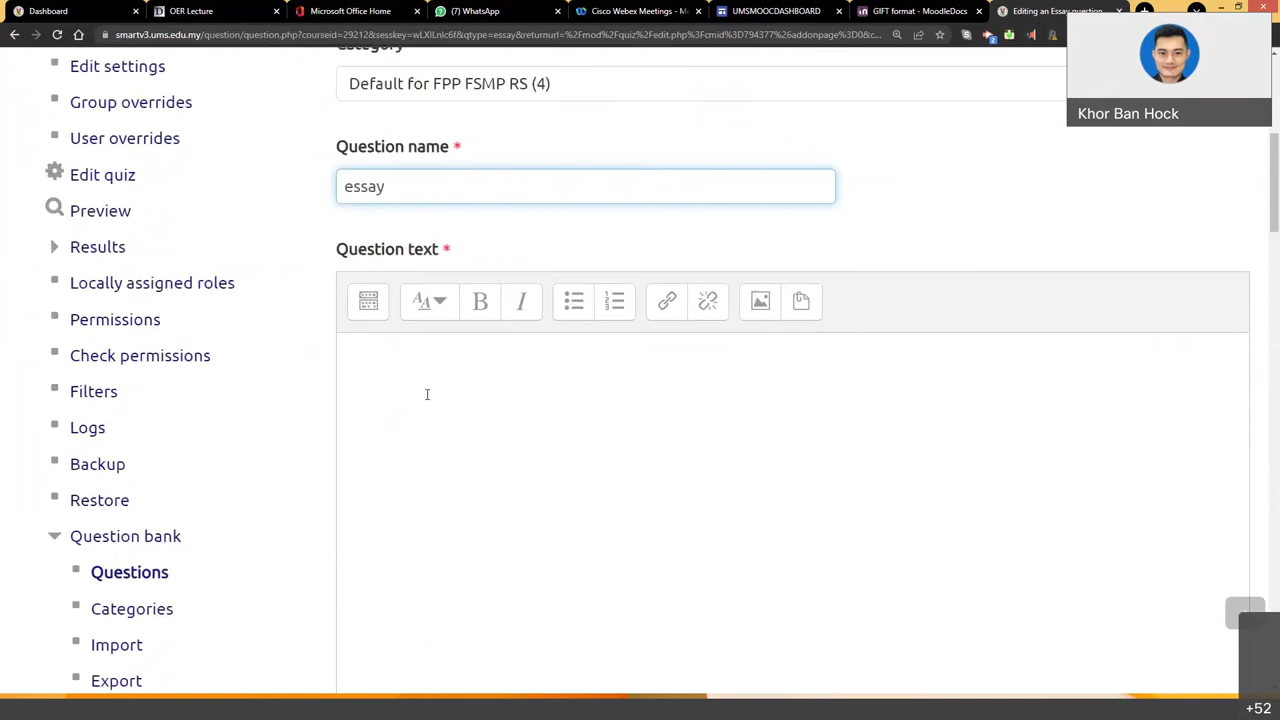 Dashboard
OER Lecture
Microsoft Office Home
(7) WhatsApp
Cisco Webex Meetings - M
UMSMOOCDASHBOARD
GIFT format - MoodleDocs
Editing an Essay question
smartv3.ums.edu.my/question/question.php?courseid=29212&sesskey=wLXlLnIc6f&qtype=essay&returnurl=%2Fmod%2Fquiz%2Fedit.php%3Fcmid%3D794377%26addonpage%3D0&c...
Category
Edit settings
Default for FPP FSMP RS (4)
Group overrides
Khor Ban Hock
User overrides
Question name *
Edit quiz
essay
Preview
Results
Question text *
Locally assigned roles
Permissions
Check permissions
Filters
Logs
Backup
Restore
Question bank
Questions
Categories
Import
Export
+52